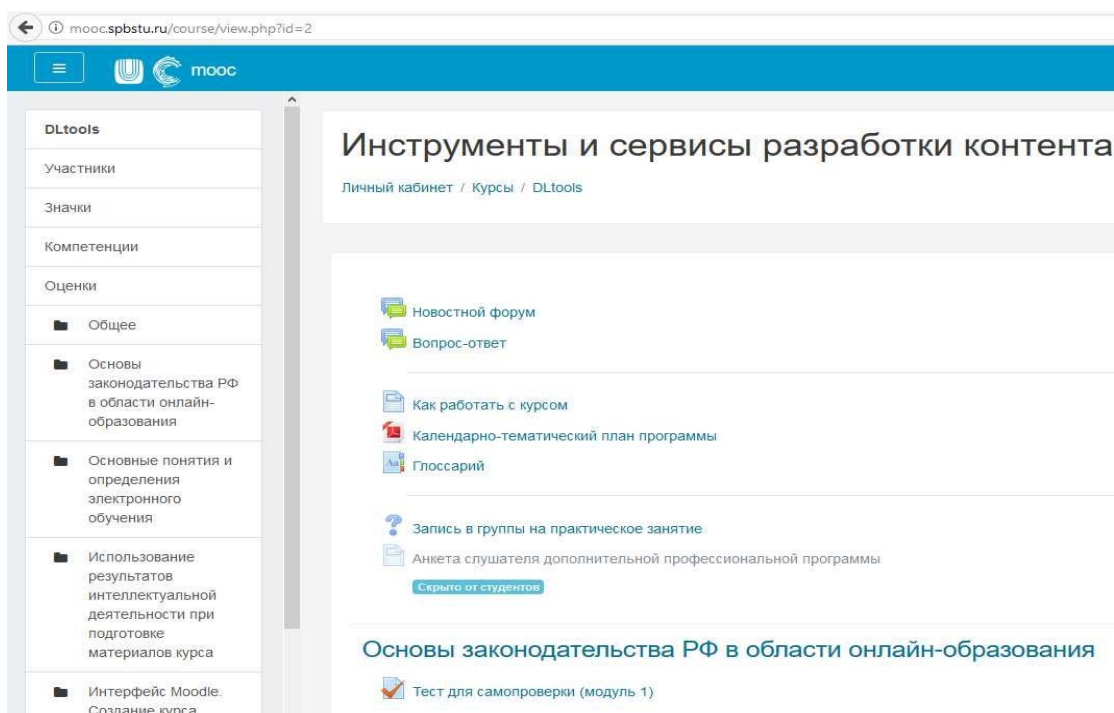 mooc.spbstu.ru/course/view.php?id=2
mooc
DLtools
Участники
Значки
Компетенции
Оценки
Общее
Основы
законодательства РФ
в области онлайн-
образования
Основные понятия и
определения
электронного
обучения
Использование
результатов
интеллектуальной
деятельности при
подготовке
материалов курса
Интерфейс Moodle.
Создание курса
Инструменты и сервисы разработки контента
Личный кабинет / Курсы / DLtools
Новостной форум
Вопрос-ответ
Как работать с курсом
Календарно-тематический план программы
Глоссарий
Запись в группы на практическое занятие
Анкета слушателя дополнительной профессиональной программы
Скрыто от студентов
Основы законодательства РФ в области онлайн-образования
Тест для самопроверки (модуль 1)